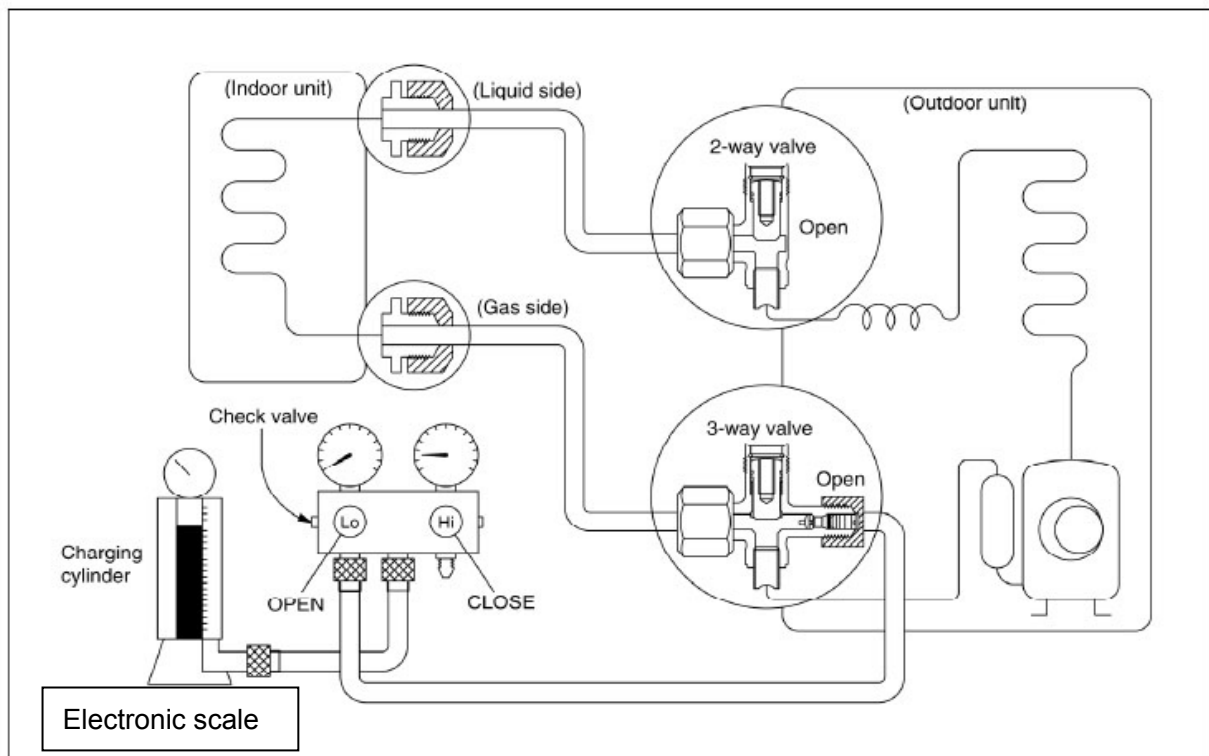 (Indoor unit)
(Liquid side)
(Outdoor unit)
2-way valve
Open
(Gas side)
Check valve
3-way valve
Open
Lo
Hi
Charging
cylinder
OPEN
CLOSE
Electronic scale